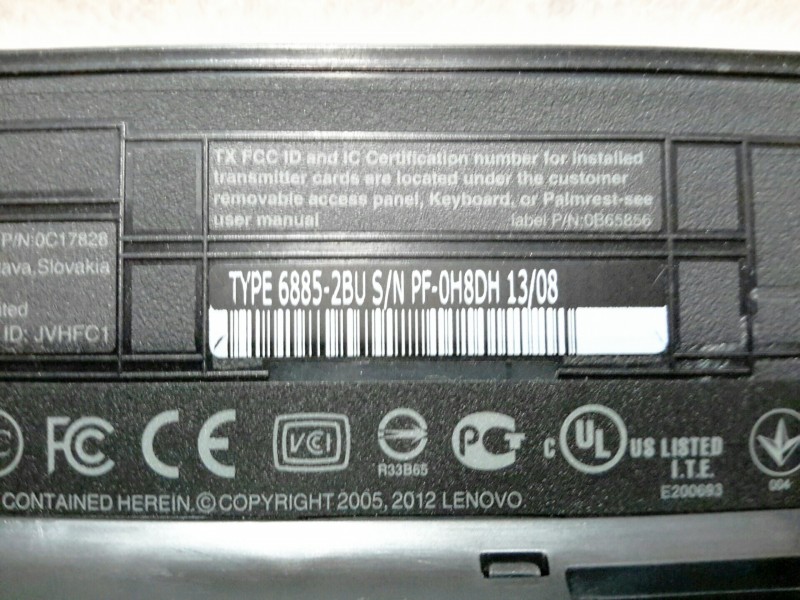 TX FCC ID and IC Certification number for installed
transmitter cards are located under the customer
removable access panel, Keyboard, or Palmrest-see
user manual
label P/N:0B65856
P/N:0C17828
ava,Slovakia
ited
ID: JVHFC1
TYPE 6885-2BU S/N PF-0H8DH 13/08
FC CE VCCI R33B65 PCT c UL US LISTED
I.T.E.
E200693
004
CONTAINED HEREIN.©COPYRIGHT 2005, 2012 LENOVO